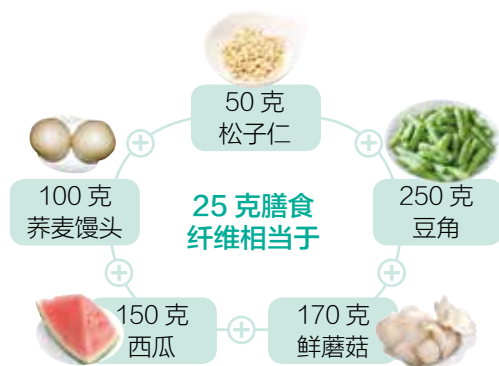 50 克
松子仁
100 克
荞麦馒头
25 克膳食
纤维相当于
250 克
豆角
150 克
西瓜
170 克
鲜蘑菇